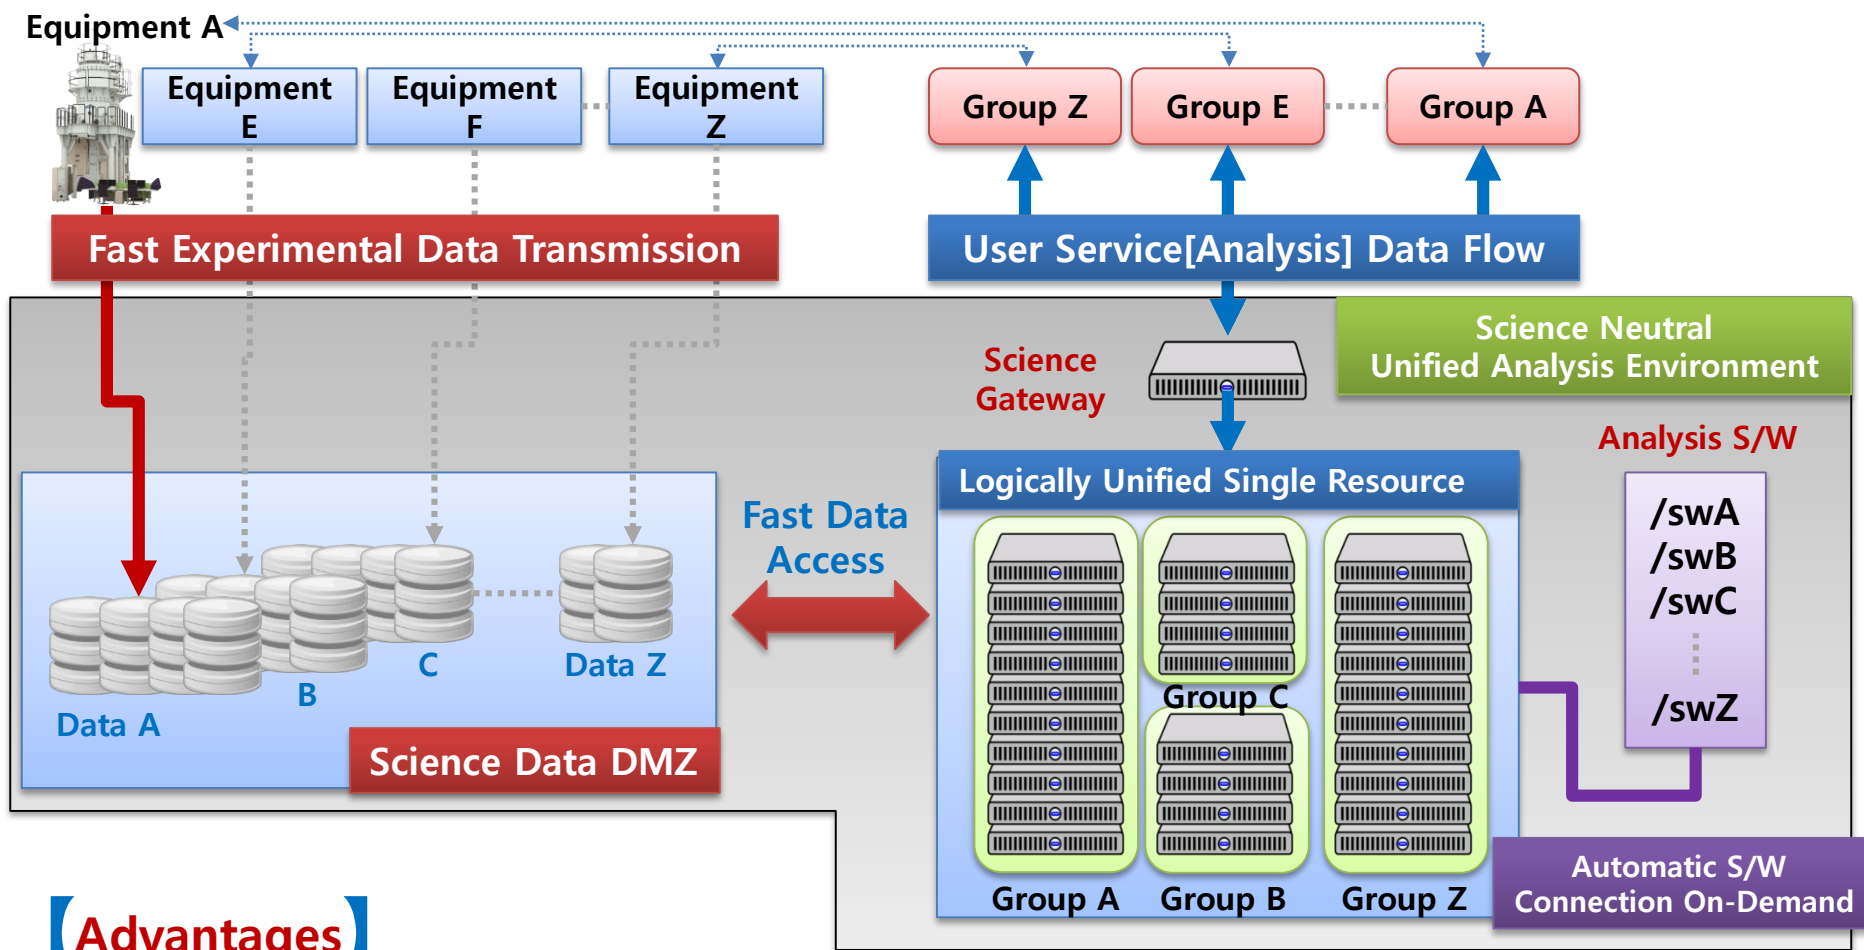 Equipment A
Equipment
E
Equipment
F
Equipment
Z
Group Z
Group E
Group A
Fast Experimental Data Transmission
User Service[Analysis] Data Flow
Science Neutral
Unified Analysis Environment
Science
Gateway
Analysis S/W
Logically Unified Single Resource
/swA
/swB
/swC
/swZ
Fast Data
Access
Data A
B
C
Data Z
Science Data DMZ
Group C
Group A
Group B
Group Z
Automatic S/W
Connection On-Demand
【Advantages】